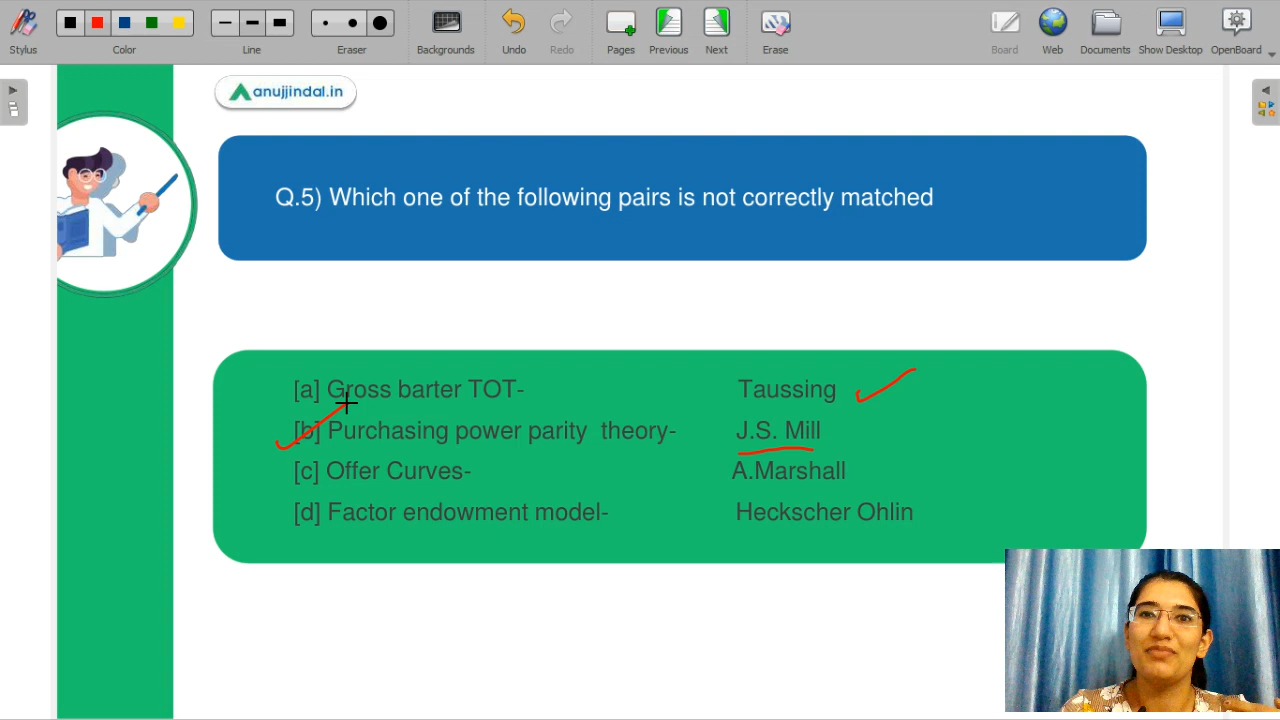 Stylus
Color
Line
Eraser
Backgrounds
Undo
Redo
Pages
Previous
Next
Erase
Board
Web
Documents
Show Desktop
OpenBoard
anujjindal.in
Q.5) Which one of the following pairs is not correctly matched
[a] Gross barter TOT- Taussing
[b] Purchasing power parity theory- J.S. Mill
[c] Offer Curves- A.Marshall
[d] Factor endowment model- Heckscher Ohlin